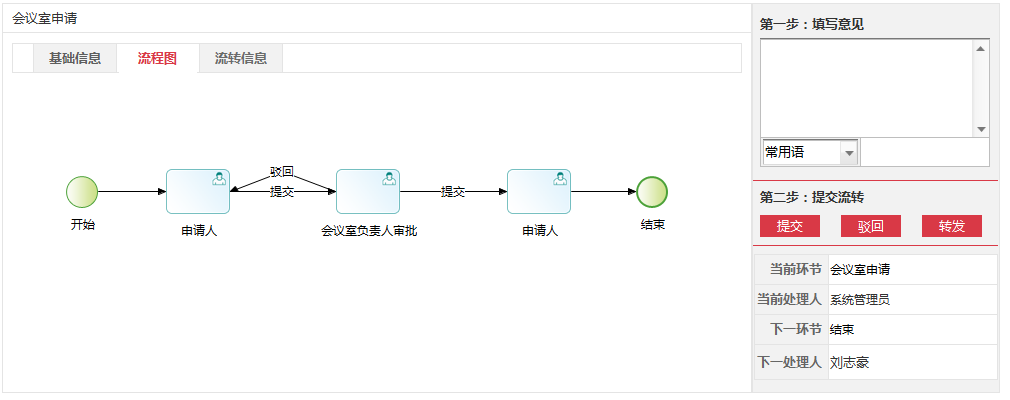 会议室申请
基础信息 流程图 流转信息
驳回
提交 提交
开始 申请人 会议室负责人审批 申请人 结束
第一步：填写意见
常用语
第二步：提交流转
提交 驳回 转发
当前环节 会议室申请
当前处理人 系统管理员
下一环节 结束
下一处理人 刘志豪